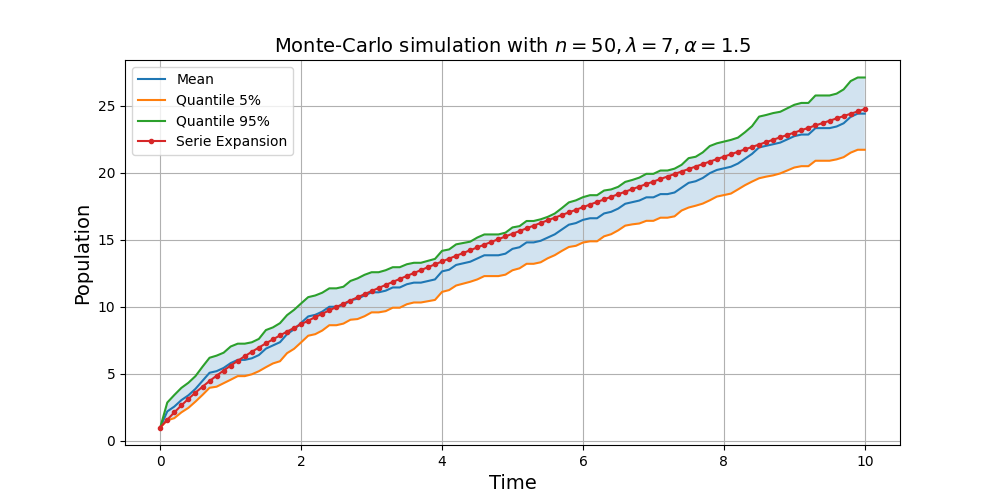 Monte-Carlo simulation with n = 50, λ = 7, α = 1.5
Mean
Quantile 5%
Quantile 95%
Serie Expansion
Population
25
20
15
10
5
0
0 2 4 6 8 10
Time